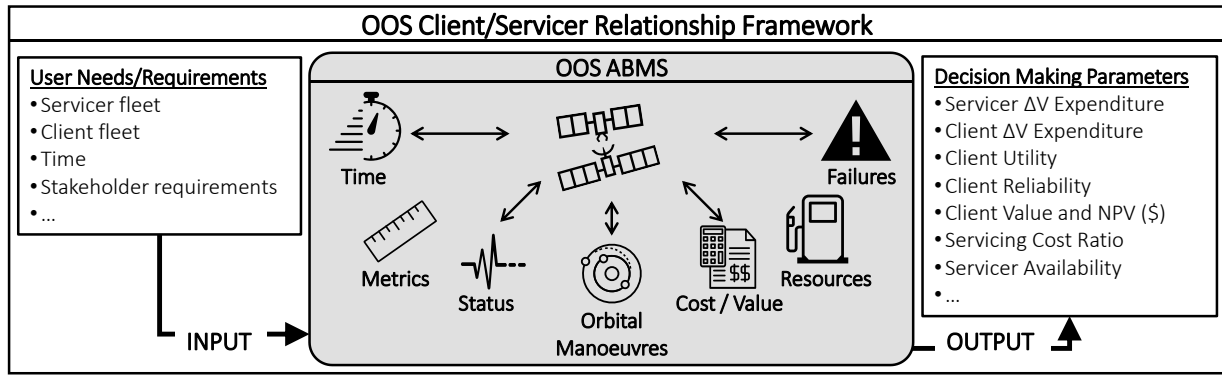 OOS Client/Servicer Relationship Framework
User Needs/Requirements
• Servicer fleet
• Client fleet
• Time
• Stakeholder requirements
• ...
INPUT
OOS ABMS
Time
Failures
Metrics
Status
Orbital
Manoeuvres
$$
Cost / Value
Resources
Decision Making Parameters
• Servicer ΔV Expenditure
• Client ΔV Expenditure
• Client Utility
• Client Reliability
• Client Value and NPV ($)
• Servicing Cost Ratio
• Servicer Availability
• ...
OUTPUT